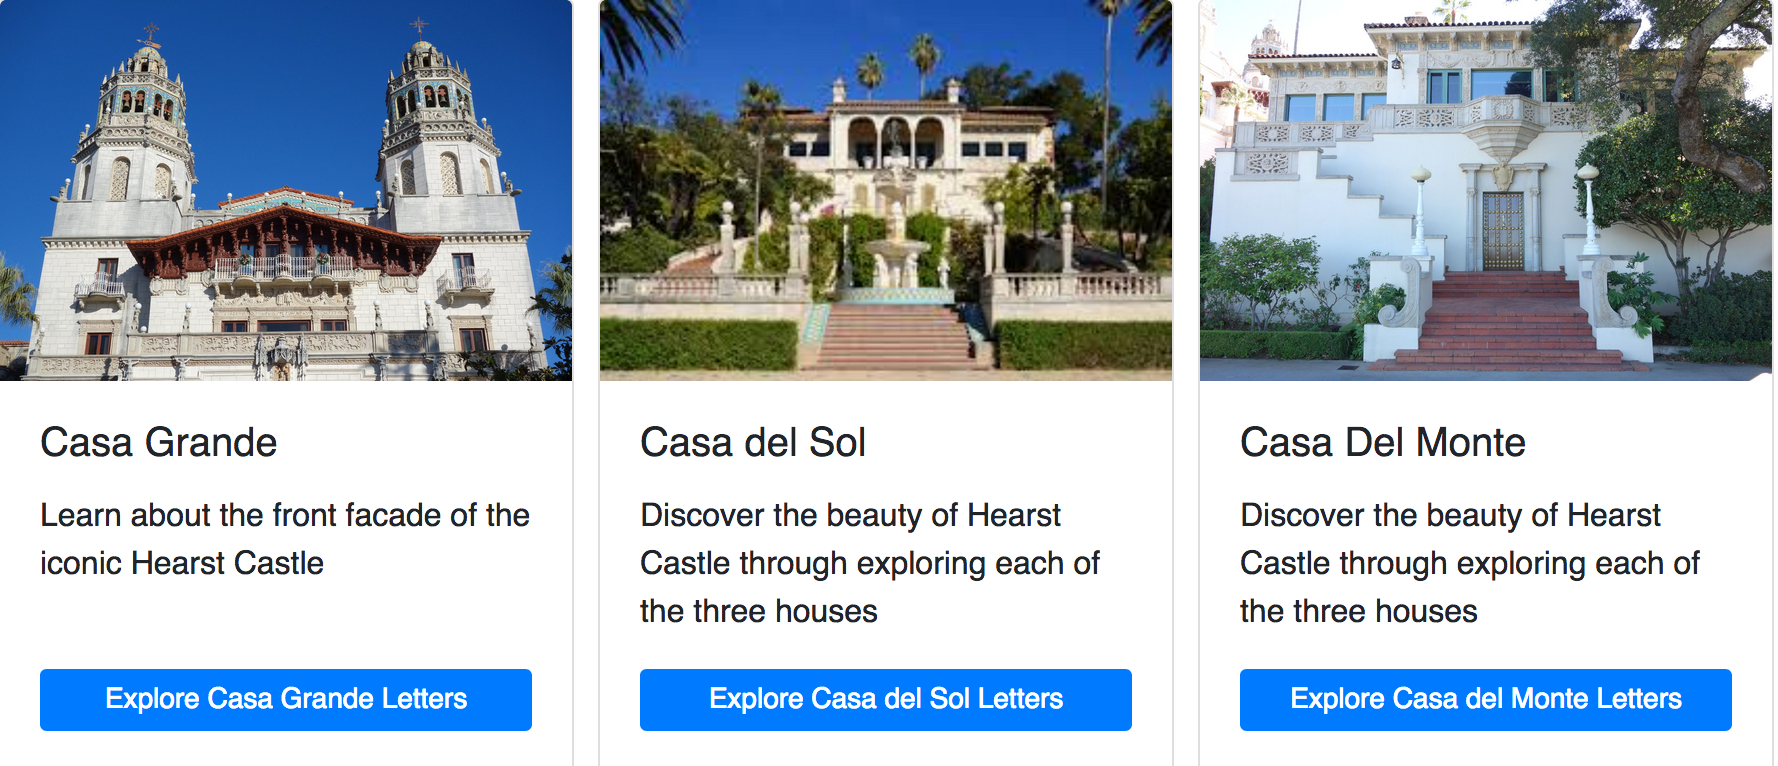 Casa Grande
Learn about the front facade of the
iconic Hearst Castle
Explore Casa Grande Letters
Casa del Sol
Discover the beauty of Hearst
Castle through exploring each of
the three houses
Explore Casa del Sol Letters
Casa Del Monte
Discover the beauty of Hearst
Castle through exploring each of
the three houses
Explore Casa del Monte Letters